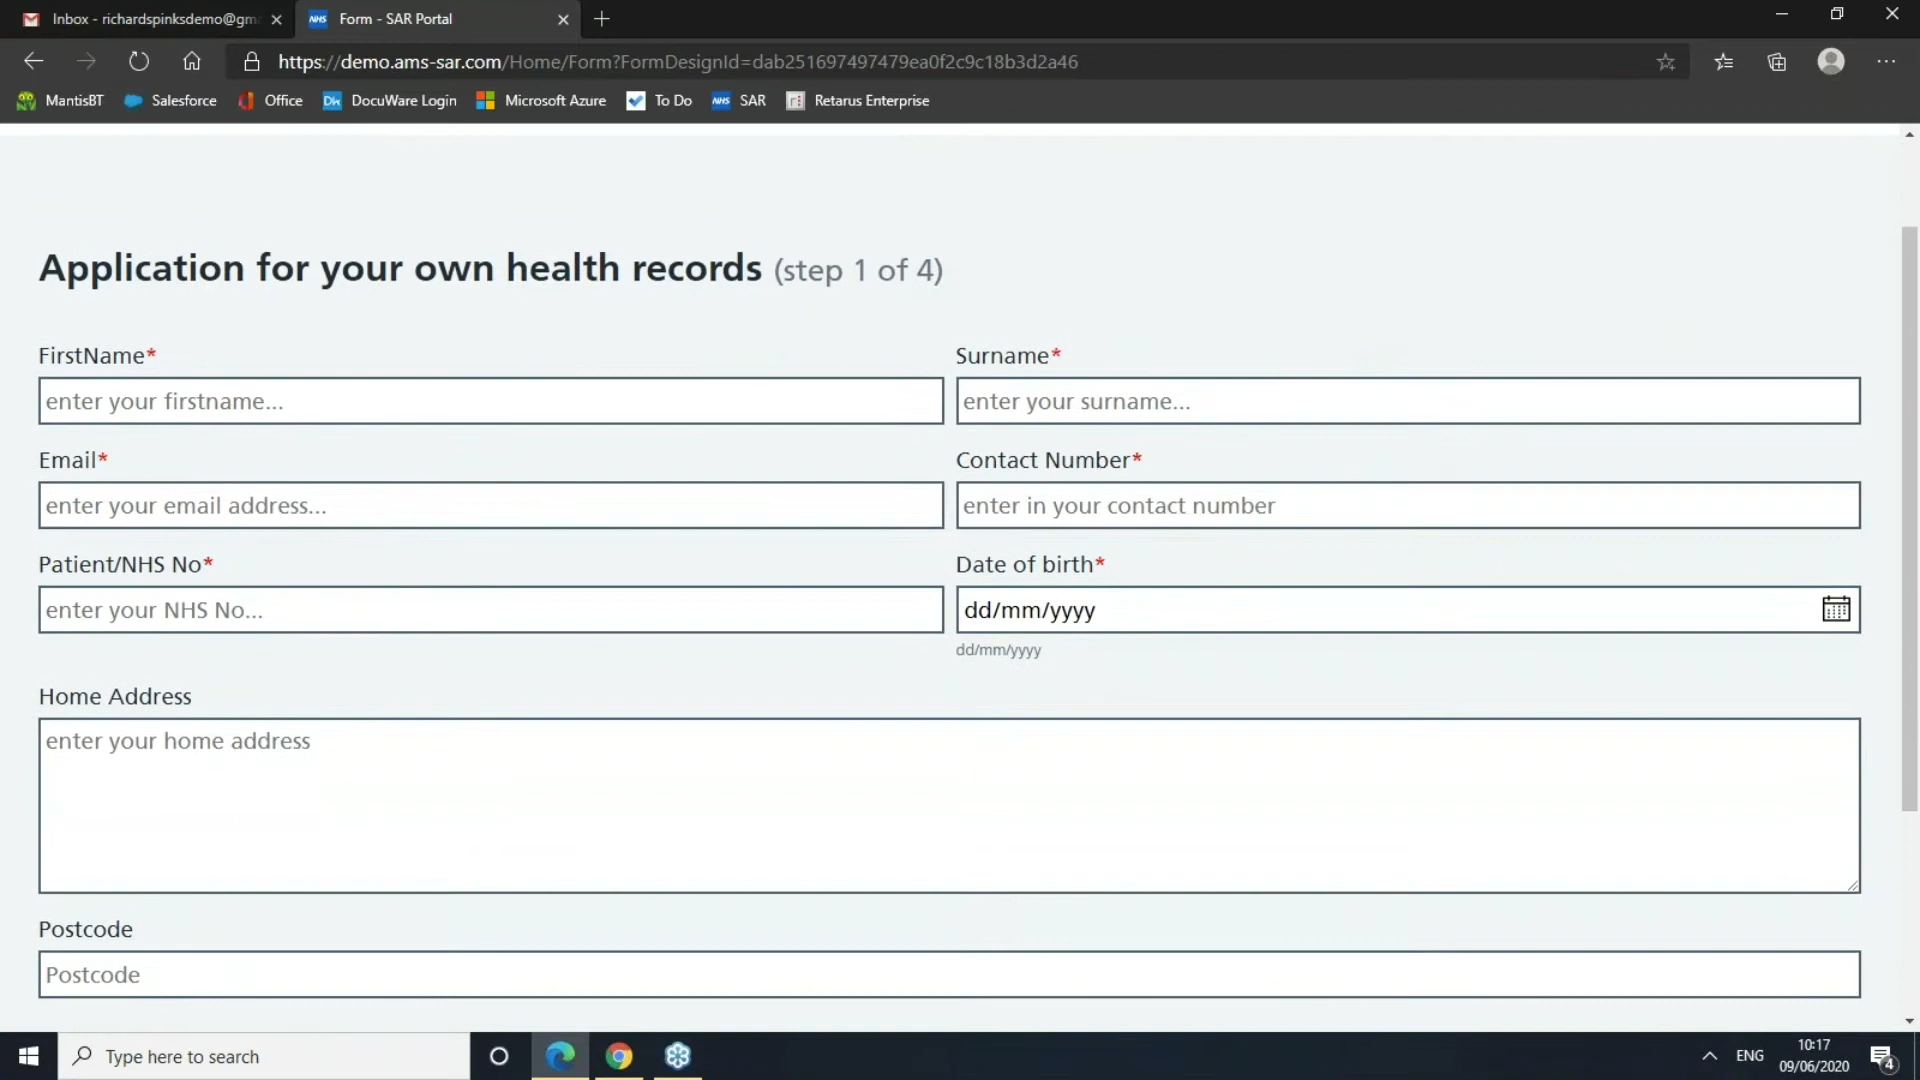 Inbox - richardspinksdemo@gm
NHS Form - SAR Portal
https://demo.ams-sar.com/Home/Form?FormDesignId=dab251697497479ea0f2c9c18b3d2a46
MantisBT Salesforce Office DW DocuWare Login Microsoft Azure To Do NHS SAR Retarus Enterprise
Application for your own health records (step 1 of 4)
FirstName* Surname*
enter your firstname... enter your surname...
Email* Contact Number*
enter your email address... enter in your contact number
Patient/NHS No* Date of birth*
enter your NHS No... dd/mm/yyyy
dd/mm/yyyy
Home Address
enter your home address
Postcode
Postcode
Type here to search
ENG
10:17
09/06/2020
4